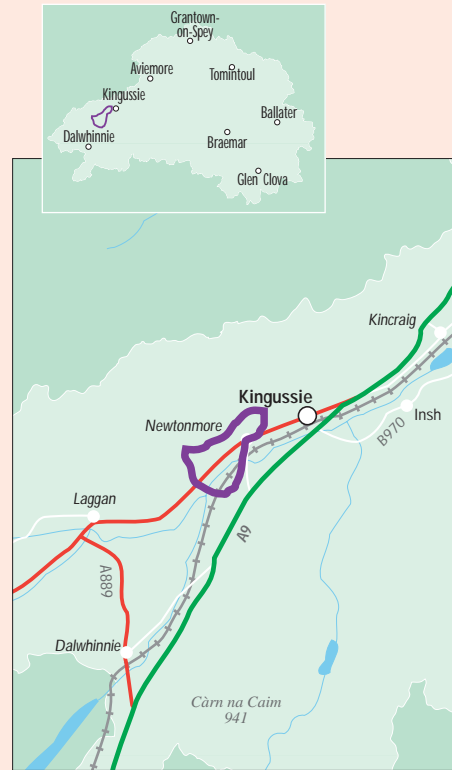 Grantown-
on-Spey
Aviemore
Tomintoul
Kingussie
Ballater
Dalwhinnie
Braemar
Glen Clova
Kincraig
Kingussie
Newtonmore
Insh
B970
Laggan
A9
A889
Dalwhinnie
Càrn na Caim
941